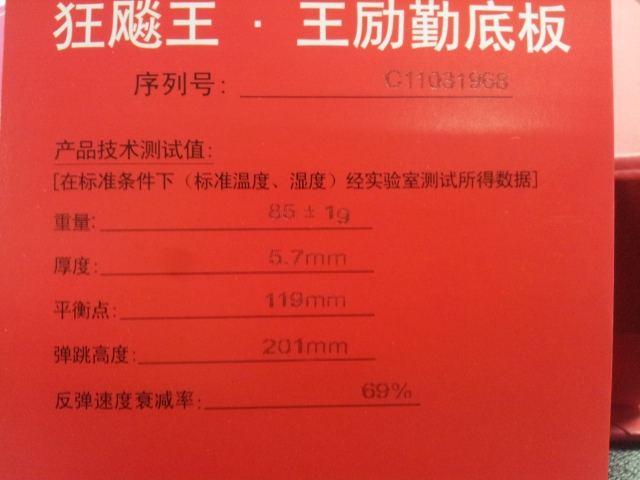 狂飚王·王励勤底板
序列号: C11031968
产品技术测试值:
[在标准条件下（标准温度、湿度）经实验室测试所得数据]
重量: 85±1g
厚度: 5.7mm
平衡点: 119mm
弹跳高度: 201mm
反弹速度衰减率: 69%